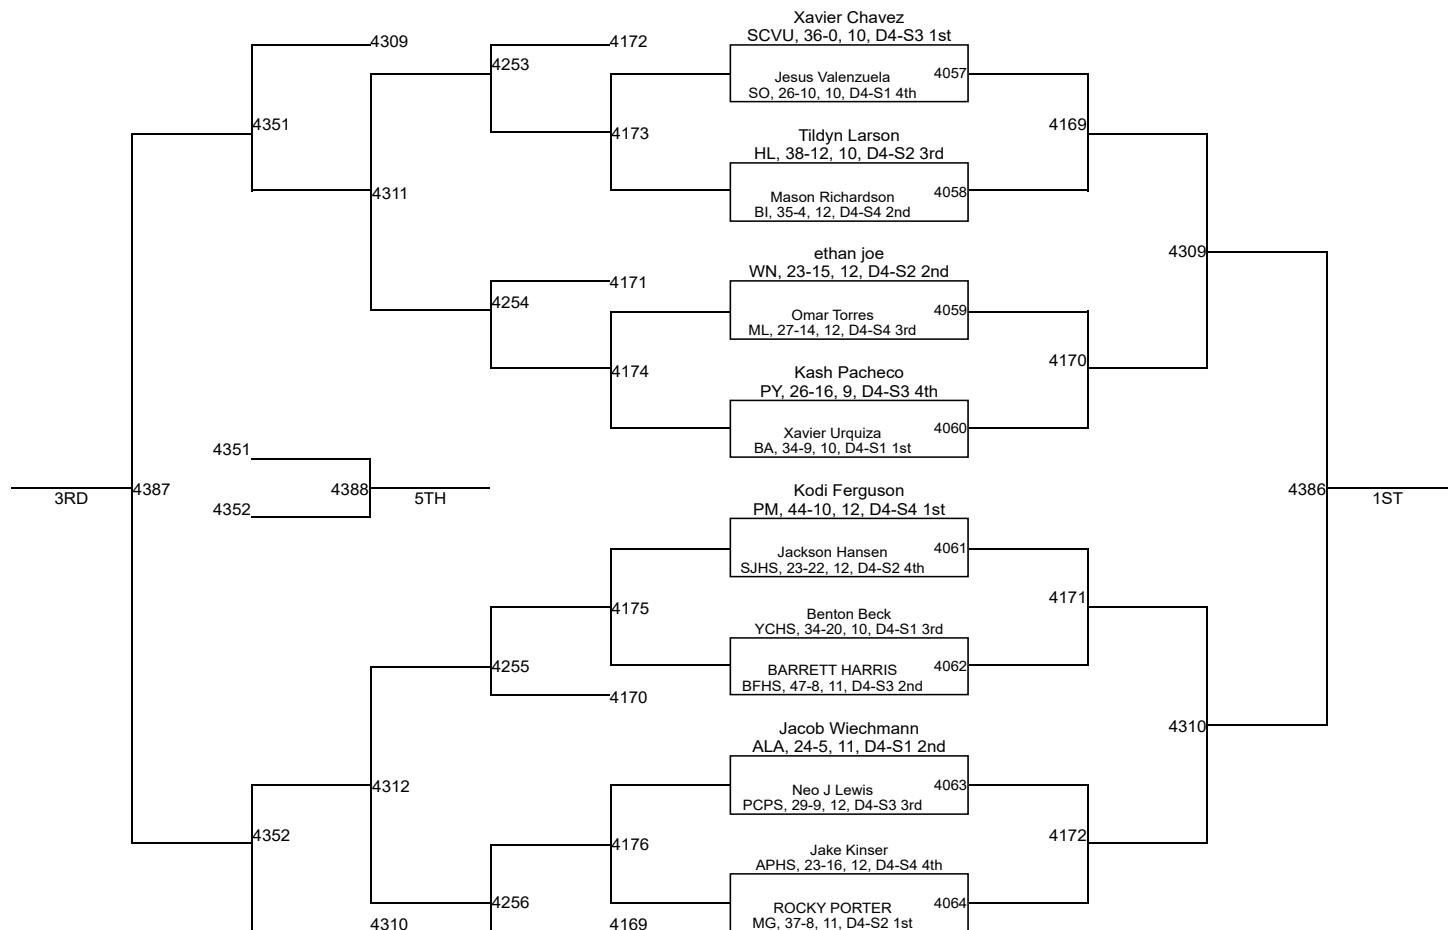 Xavier Chavez
SCVU, 36-0, 10, D4-S3 1st
4309
4172
4253
Jesus Valenzuela
4057
SO, 26-10, 10, D4-S1 4th
4351
4173
Tildyn Larson
4169
HL, 38-12, 10, D4-S2 3rd
4311
Mason Richardson
4058
BI, 35-4, 12, D4-S4 2nd
ethan joe
4309
WN, 23-15, 12, D4-S2 2nd
4171
4254
Omar Torres
4059
ML, 27-14, 12, D4-S4 3rd
4174
Kash Pacheco
4170
PY, 26-16, 9, D4-S3 4th
Xavier Urquiza
4060
BA, 34-9, 10, D4-S1 1st
4351
3RD
4387
4388
5TH
Kodi Ferguson
4386
1ST
4352
PM, 44-10, 12, D4-S4 1st
Jackson Hansen
4061
SJHS, 23-22, 12, D4-S2 4th
4175
Benton Beck
4171
YCHS, 34-20, 10, D4-S1 3rd
4255
BARRETT HARRIS
4062
BFHS, 47-8, 11, D4-S3 2nd
4170
Jacob Wiechmann
4310
ALA, 24-5, 11, D4-S1 2nd
4312
Neo J Lewis
4063
PCPS, 29-9, 12, D4-S3 3rd
4352
4176
Jake Kinser
4172
APHS, 23-16, 12, D4-S4 4th
4256
ROCKY PORTER
4064
4310
4169
MG, 37-8, 11, D4-S2 1st